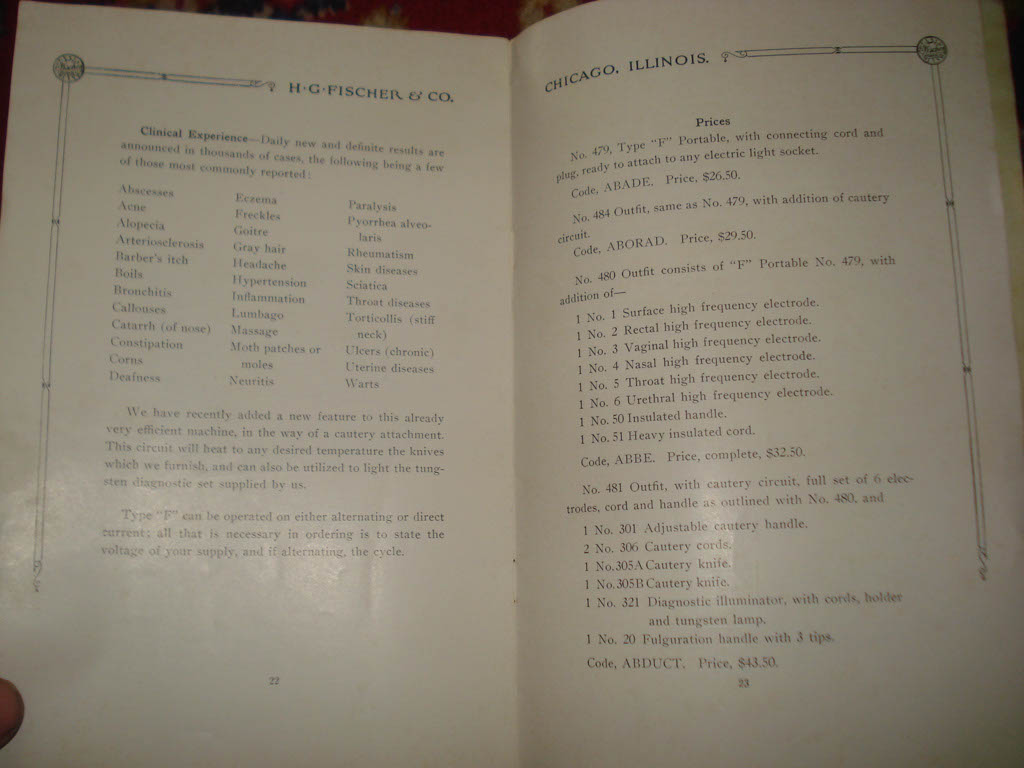 H·G·FISCHER & CO.
Clinical Experience—Daily new and definite results are
announced in thousands of cases, the following being a few
of those most commonly reported:
Abscesses
Acne
Alopecia
Arteriosclerosis
Barber's itch
Boils
Bronchitis
Callouses
Catarrh (of nose)
Constipation
Corns
Deafness
Eczema
Freckles
Goitre
Gray hair
Headache
Hypertension
Inflammation
Lumbago
Massage
Moth patches or
moles
Neuritis
Paralysis
Pyorrhea alveo-
laris
Rheumatism
Skin diseases
Sciatica
Throat diseases
Torticollis (stiff
neck)
Ulcers (chronic)
Uterine diseases
Warts
We have recently added a new feature to this already
very efficient machine, in the way of a cautery attachment.
This circuit will heat to any desired temperature the knives
which we furnish, and can also be utilized to light the tung-
sten diagnostic set supplied by us.
Type "F" can be operated on either alternating or direct
current; all that is necessary in ordering is to state the
voltage of your supply, and if alternating, the cycle.
22
CHICAGO, ILLINOIS.
Prices
No. 479, Type "F" Portable, with connecting cord and
plug, ready to attach to any electric light socket.
Code, ABADE. Price, $26.50.
No. 484 Outfit, same as No. 479, with addition of cautery
circuit.
Code, ABORAD. Price, $29.50.
No. 480 Outfit consists of "F" Portable No. 479, with
addition of—
1 No. 1 Surface high frequency electrode.
1 No. 2 Rectal high frequency electrode.
1 No. 3 Vaginal high frequency electrode.
1 No. 4 Nasal high frequency electrode.
1 No. 5 Throat high frequency electrode.
1 No. 6 Urethral high frequency electrode.
1 No. 50 Insulated handle.
1 No. 51 Heavy insulated cord.
Code, ABBE. Price, complete, $32.50.
No. 481 Outfit, with cautery circuit, full set of 6 elec-
trodes, cord and handle as outlined with No. 480, and
1 No. 301 Adjustable cautery handle.
2 No. 306 Cautery cords.
1 No. 305A Cautery knife.
1 No. 305B Cautery knife.
1 No. 321 Diagnostic illuminator, with cords, holder
and tungsten lamp.
1 No. 20 Fulguration handle with 3 tips.
Code, ABDUCT. Price, $43.50.
23